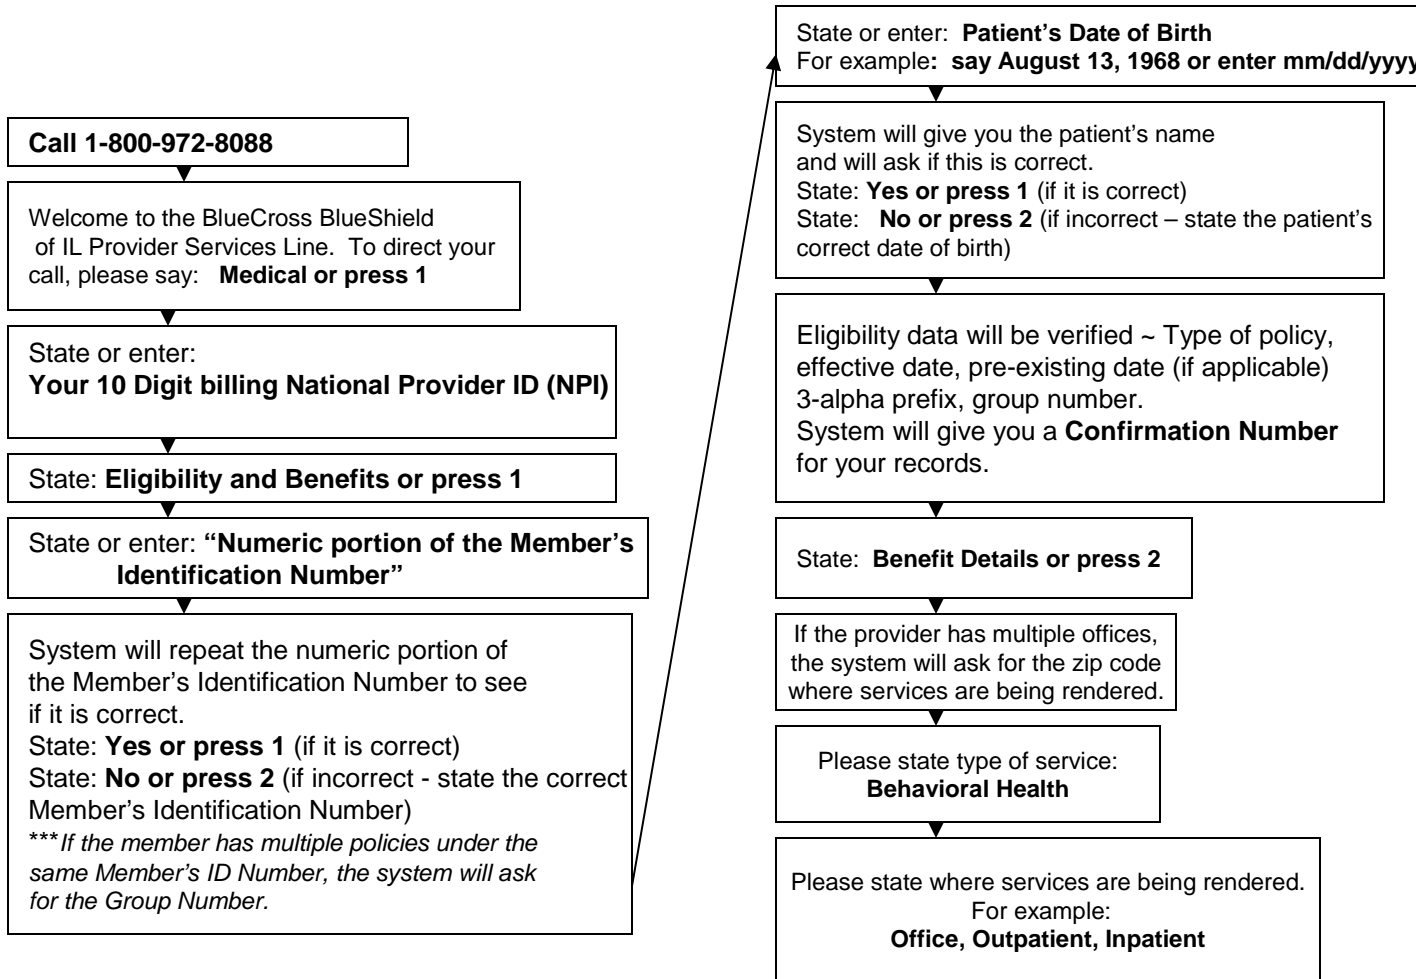 Call 1-800-972-8088
Welcome to the BlueCross BlueShield
of IL Provider Services Line. To direct your
call, please say: Medical or press 1
State or enter:
Your 10 Digit billing National Provider ID (NPI)
State: Eligibility and Benefits or press 1
State or enter: “Numeric portion of the Member’s
Identification Number”
System will repeat the numeric portion of
the Member’s Identification Number to see
if it is correct.
State: Yes or press 1 (if it is correct)
State: No or press 2 (if incorrect - state the correct
Member’s Identification Number)
***If the member has multiple policies under the
same Member’s ID Number, the system will ask
for the Group Number.
State or enter: Patient’s Date of Birth
For example: say August 13, 1968 or enter mm/dd/yyyy
System will give you the patient’s name
and will ask if this is correct.
State: Yes or press 1 (if it is correct)
State: No or press 2 (if incorrect – state the patient’s
correct date of birth)
Eligibility data will be verified ~ Type of policy,
effective date, pre-existing date (if applicable)
3-alpha prefix, group number.
System will give you a Confirmation Number
for your records.
State: Benefit Details or press 2
If the provider has multiple offices,
the system will ask for the zip code
where services are being rendered.
Please state type of service:
Behavioral Health
Please state where services are being rendered.
For example:
Office, Outpatient, Inpatient